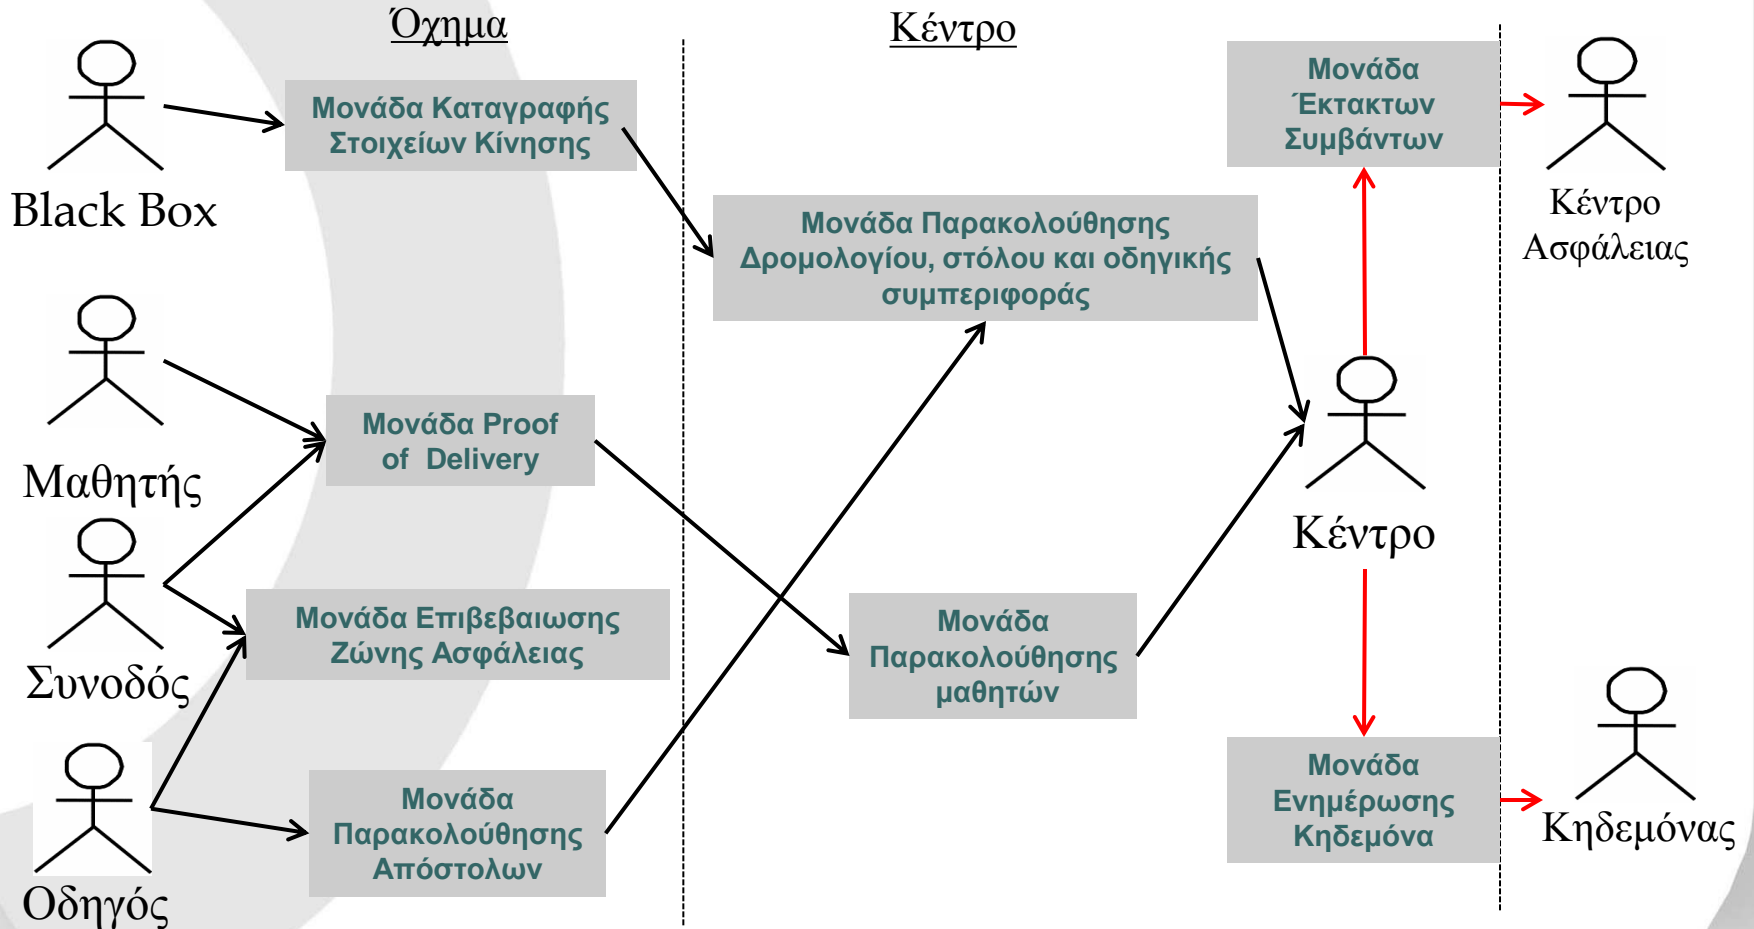 Όχημα
Κέντρο
Black Box
Μονάδα Καταγραφής
Στοιχείων Κίνησης
Μονάδα Παρακολούθησης
Δρομολογίου, στόλου και οδηγικής
συμπεριφοράς
Μονάδα
Έκτακτων
Συμβάντων
Κέντρο
Ασφάλειας
Μαθητής
Μονάδα Proof
of Delivery
Κέντρο
Συνοδός
Μονάδα Επιβεβαιωσης
Ζώνης Ασφάλειας
Μονάδα
Παρακολούθησης
μαθητών
Οδηγός
Μονάδα
Παρακολούθησης
Απόστολων
Μονάδα
Ενημέρωσης
Κηδεμόνα
Κηδεμόνας